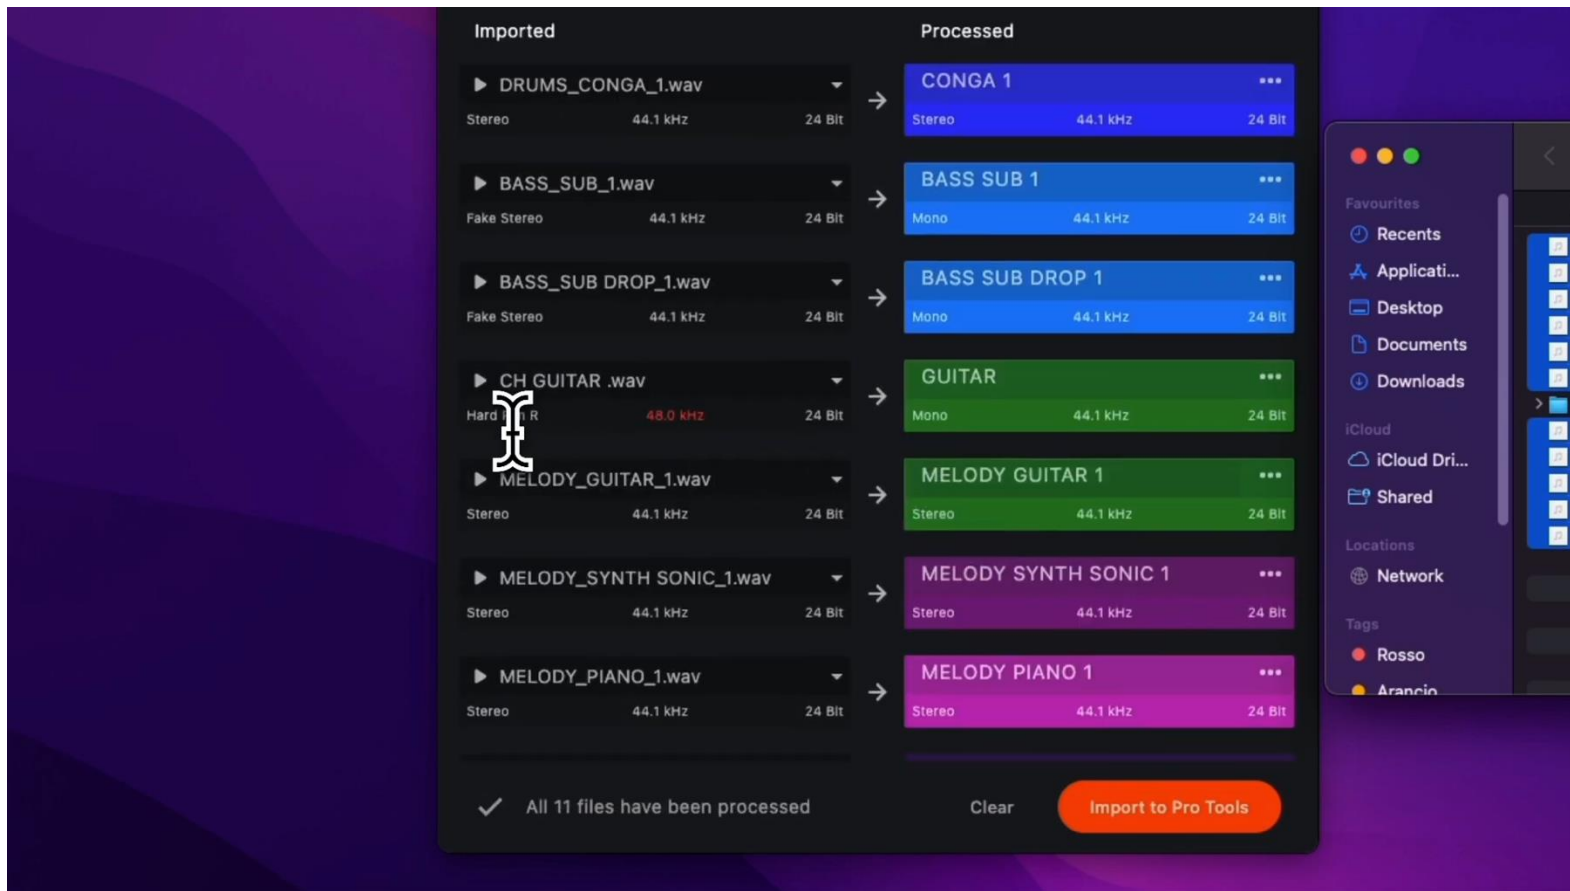 Imported
Processed
DRUMS_CONGA_1.wav
CONGA 1
Stereo 44.1 kHz 24 Bit
Stereo 44.1 kHz 24 Bit
BASS_SUB_1.wav
BASS SUB 1
Fake Stereo 44.1 kHz 24 Bit
Mono 44.1 kHz 24 Bit
BASS_SUB DROP_1.wav
BASS SUB DROP 1
Fake Stereo 44.1 kHz 24 Bit
Mono 44.1 kHz 24 Bit
CH GUITAR .wav
GUITAR
Hard R 48.0 kHz 24 Bit
Mono 44.1 kHz 24 Bit
MELODY_GUITAR_1.wav
MELODY GUITAR 1
Stereo 44.1 kHz 24 Bit
Stereo 44.1 kHz 24 Bit
MELODY_SYNTH SONIC_1.wav
MELODY SYNTH SONIC 1
Stereo 44.1 kHz 24 Bit
Stereo 44.1 kHz 24 Bit
MELODY_PIANO_1.wav
MELODY PIANO 1
Stereo 44.1 kHz 24 Bit
Stereo 44.1 kHz 24 Bit
All 11 files have been processed
Clear
Import to Pro Tools
Favourites
Recents
Applicati...
Desktop
Documents
Downloads
iCloud
iCloud Dri...
Shared
Locations
Network
Tags
Rosso
Arancio